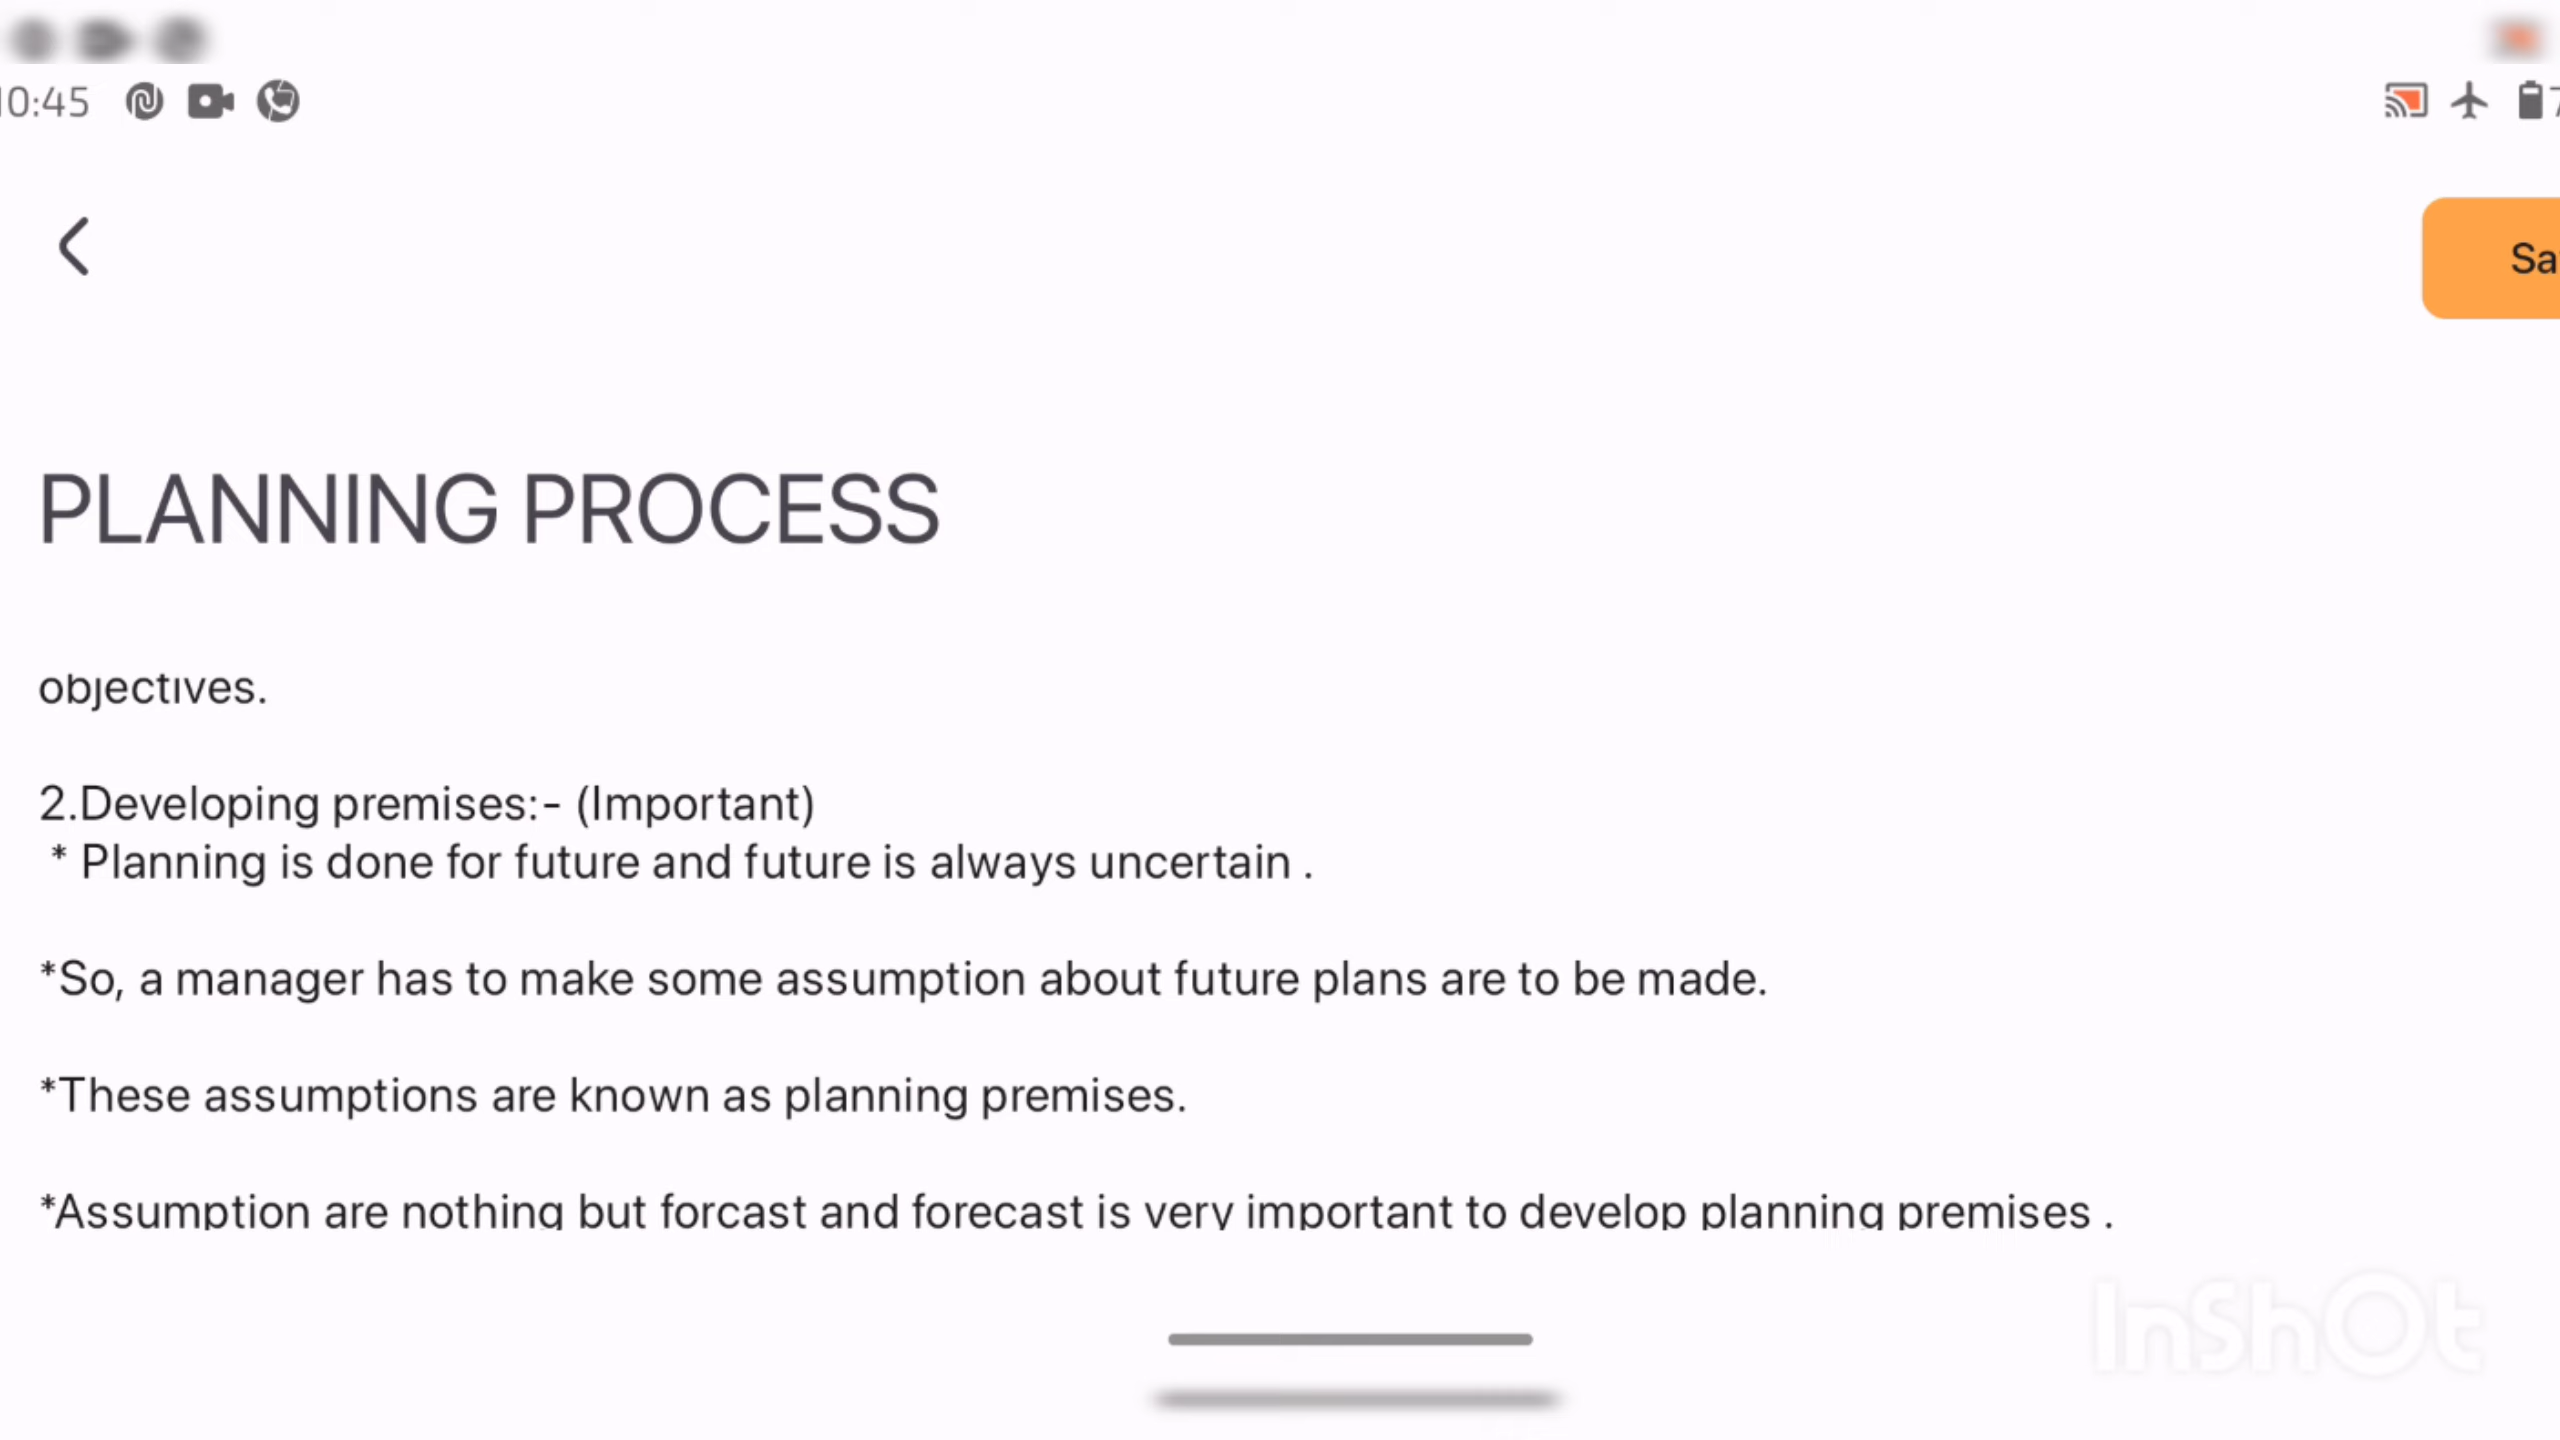 0:45
Sa
PLANNING PROCESS
objectives.
2.Developing premises:- (Important)
* Planning is done for future and future is always uncertain .
*So, a manager has to make some assumption about future plans are to be made.
*These assumptions are known as planning premises.
*Assumption are nothing but forcast and forecast is very important to develop planning premises .
InShOt